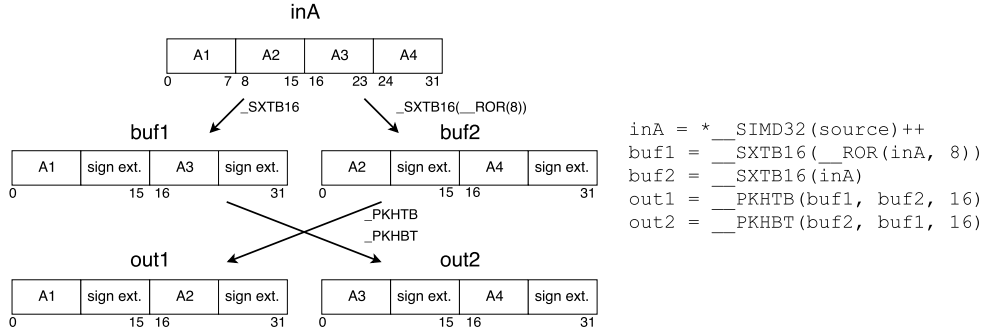 inA
A1 A2 A3 A4
0 7 8 15 16 23 24 31
_SXTB16 _SXTB16(__ROR(8))
buf1 buf2
A1 sign ext. A3 sign ext. A2 sign ext. A4 sign ext.
0 15 16 31 0 15 16 31
_PKHTB
_PKHBT
out1 out2
A1 sign ext. A2 sign ext. A3 sign ext. A4 sign ext.
0 15 16 31 0 15 16 31
inA = *__SIMD32(source)++
buf1 = __SXTB16(__ROR(inA, 8))
buf2 = __SXTB16(inA)
out1 = __PKHTB(buf1, buf2, 16)
out2 = __PKHBT(buf2, buf1, 16)